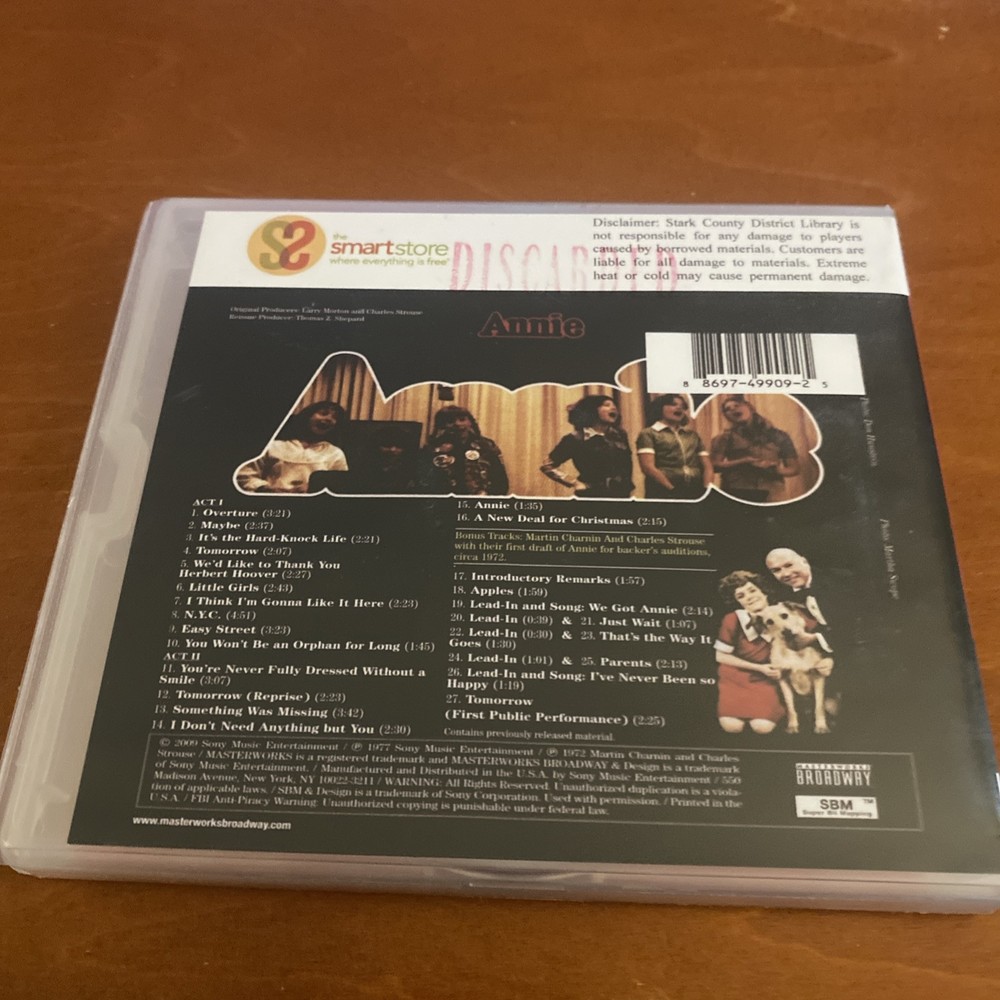 SS
the
smartstore
where everything is free
DISCARDED
Disclaimer: Stark County District Library is
not responsible for any damage to players
caused by borrowed materials. Customers are
liable for all damage to materials. Extreme
heat or cold may cause permanent damage.
Original Producers: Larry Morton and Charles Strouse
Reissue Producer: Thomas Z. Shepard
Annie
8 8697-49909-2 5
ACT I
1. Overture (3:21)
2. Maybe (2:37)
3. It's the Hard-Knock Life (2:21)
4. Tomorrow (2:07)
5. We'd Like to Thank You
Herbert Hoover (2:27)
6. Little Girls (2:43)
7. I Think I'm Gonna Like It Here (2:23)
8. N.Y.C. (4:51)
9. Easy Street (3:23)
10. You Won't Be an Orphan for Long (1:45)
ACT II
11. You're Never Fully Dressed Without a
Smile (3:07)
12. Tomorrow (Reprise) (2:23)
13. Something Was Missing (3:42)
14. I Don't Need Anything but You (2:30)
15. Annie (1:35)
16. A New Deal for Christmas (2:15)
Bonus Tracks: Martin Charnin And Charles Strouse
with their first draft of Annie for backer's auditions,
circa 1972.
17. Introductory Remarks (1:57)
18. Apples (1:59)
19. Lead-In and Song: We Got Annie (2:14)
20. Lead-In (0:39) & 21. Just Wait (1:07)
22. Lead-In (0:30) & 23. That's the Way It
Goes (1:30)
24. Lead-In (1:01) & 25. Parents (2:13)
26. Lead-In and Song: I've Never Been so
Happy (1:19)
27. Tomorrow
(First Public Performance) (2:25)
Contains previously released material.
Photo: Martha Swope
© 2009 Sony Music Entertainment / ℗ 1977 Sony Music Entertainment / ℗ 1972 Martin Charnin and Charles
Strouse / MASTERWORKS is a registered trademark and MASTERWORKS BROADWAY & Design is a trademark
of Sony Music Entertainment. / Manufactured and Distributed in the U.S.A. by Sony Music Entertainment / 550
Madison Avenue, New York, NY 10022-3211 / WARNING: All Rights Reserved. Unauthorized duplication is a viola-
tion of applicable laws. / SBM & Design is a trademark of Sony Corporation. Used with permission. / Printed in the
U.S.A. / FBI Anti-Piracy Warning: Unauthorized copying is punishable under federal law.
MASTERWORKS
BROADWAY
SBM ™
Super Bit Mapping
www.masterworksbroadway.com